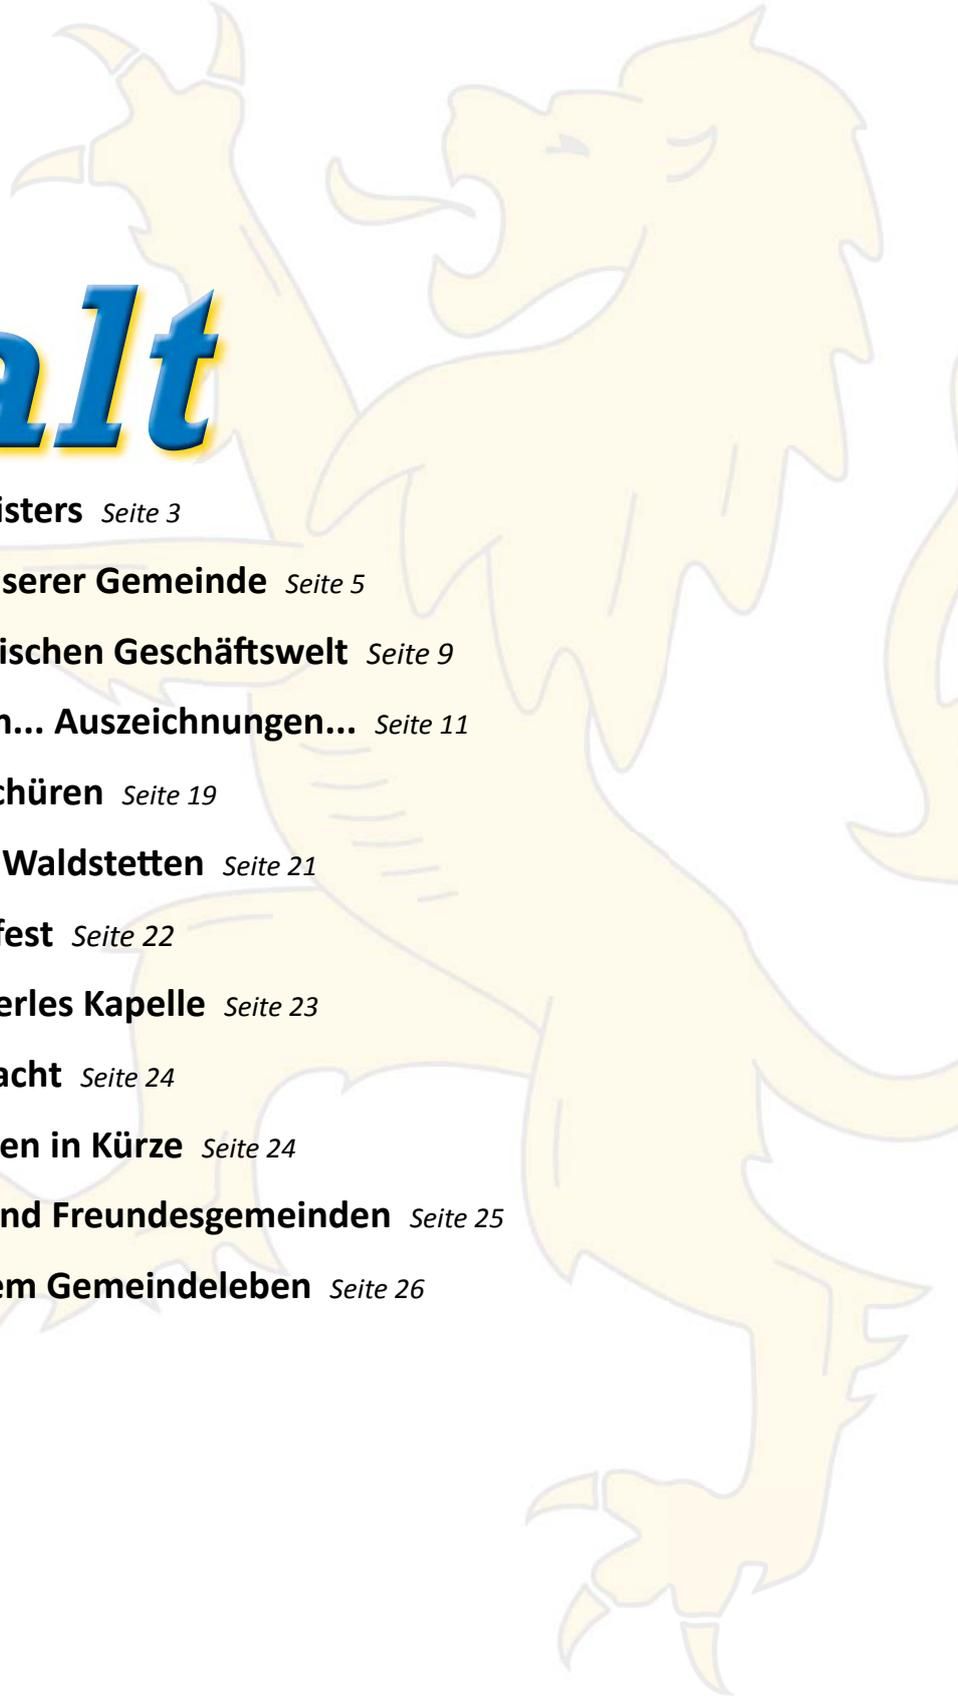 alt
isters Seite 3
serer Gemeinde Seite 5
ischen Geschäftswelt Seite 9
n... Auszeichnungen... Seite 11
chüren Seite 19
Waldstetten Seite 21
fest Seite 22
erles Kapelle Seite 23
acht Seite 24
en in Kürze Seite 24
nd Freundesgemeinden Seite 25
em Gemeindeleben Seite 26